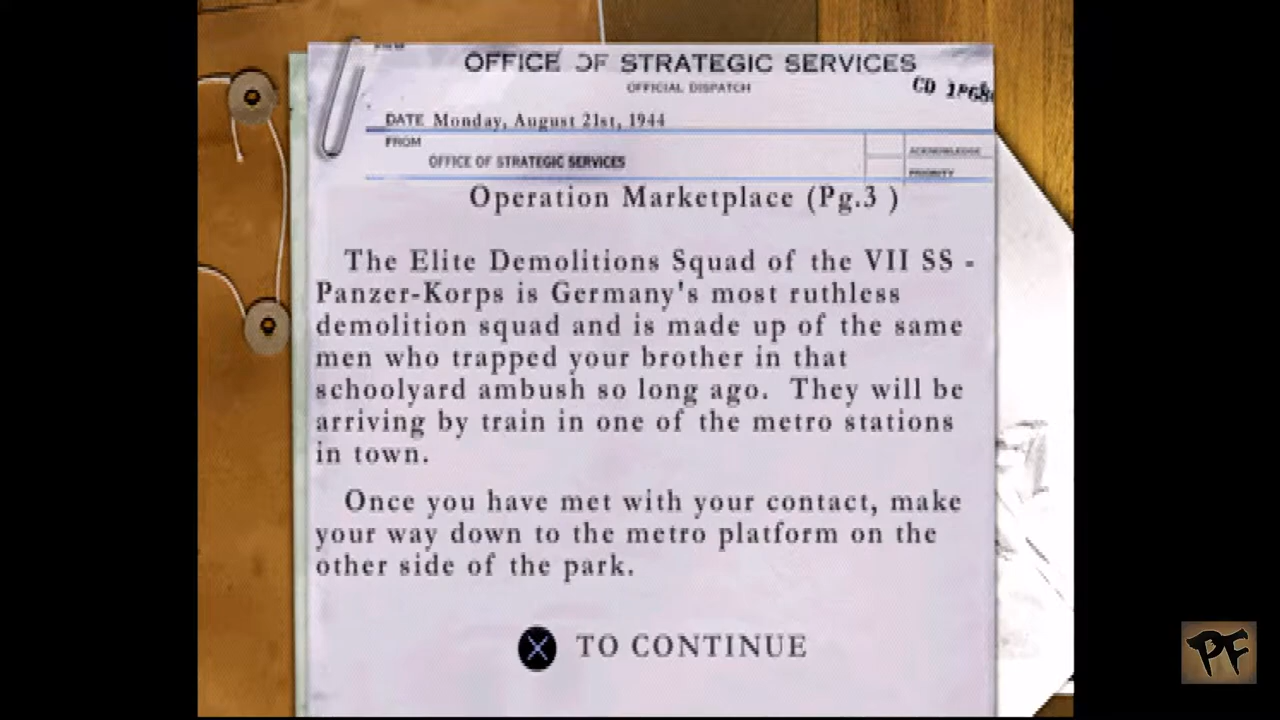 OFFICE OF STRATEGIC SERVICES
OFFICIAL DISPATCH
DATE Monday, August 21st, 1944
FROM
OFFICE OF STRATEGIC SERVICES
ACKNOWLEDGE
PRIORITY
Operation Marketplace (Pg.3 )
The Elite Demolitions Squad of the VII SS -
Panzer-Korps is Germany's most ruthless
demolition squad and is made up of the same
men who trapped your brother in that
schoolyard ambush so long ago. They will be
arriving by train in one of the metro stations
in town.
Once you have met with your contact, make
your way down to the metro platform on the
other side of the park.
X TO CONTINUE
PF